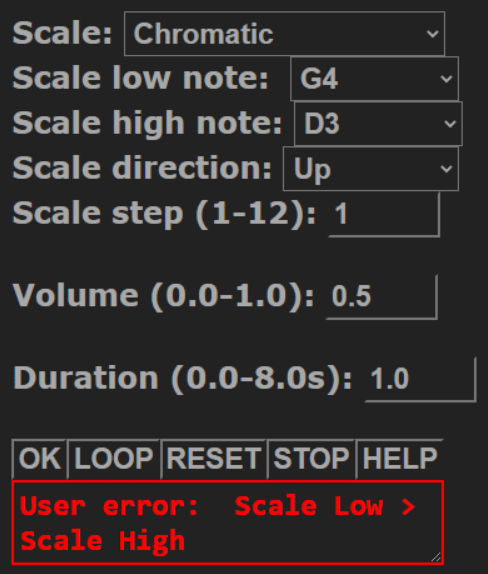 Scale: Chromatic
Scale low note: G4
Scale high note: D3
Scale direction: Up
Scale step (1-12): 1
Volume (0.0-1.0): 0.5
Duration (0.0-8.0s): 1.0
OK LOOP RESET STOP HELP
User error:  Scale Low >
Scale High